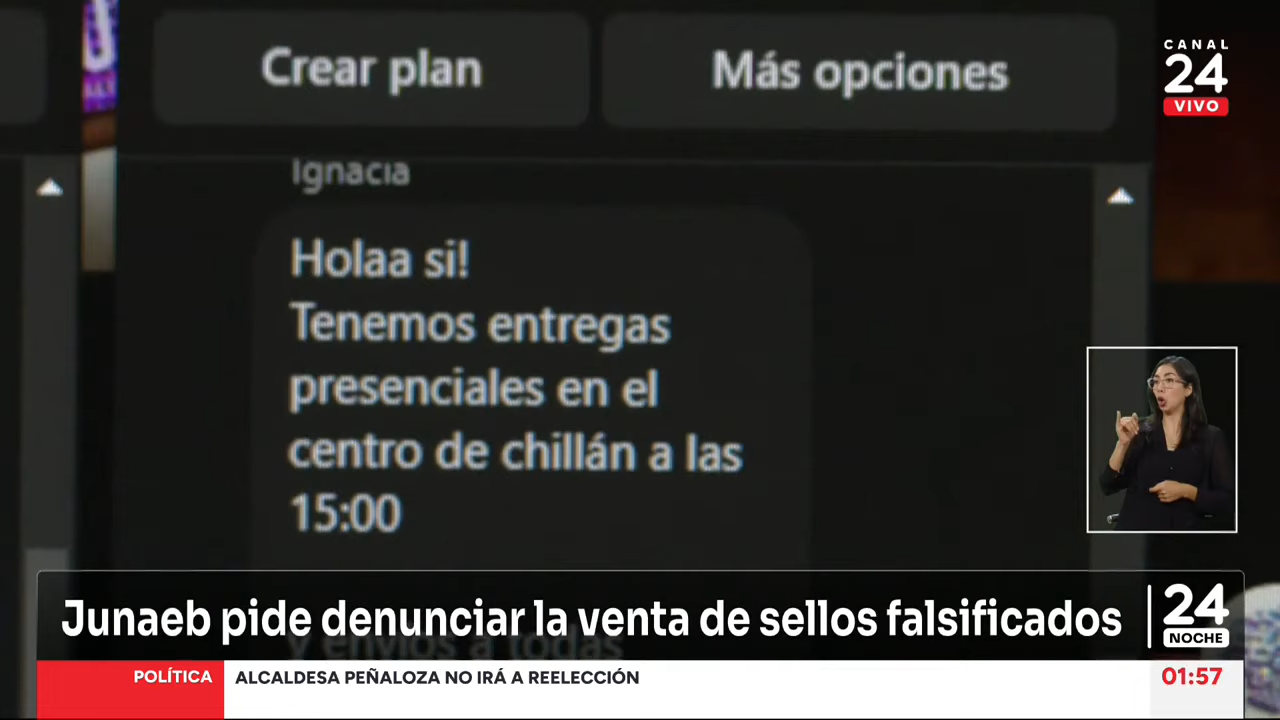 Crear plan
Más opciones
CANAL
24
VIVO
Ignacia
Holaa si!
Tenemos entregas
presenciales en el
centro de chillán a las
15:00
y envíos a todas
Junaeb pide denunciar la venta de sellos falsificados
24
NOCHE
POLÍTICA
ALCALDESA PEÑALOZA NO IRÁ A REELECCIÓN
01:57